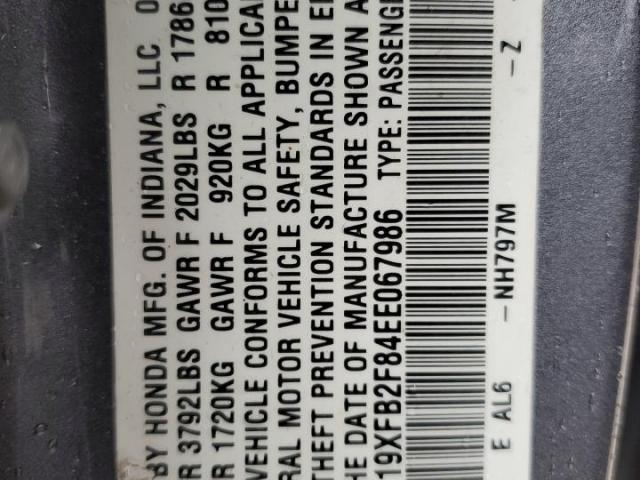 BY HONDA MFG. OF INDIANA, LLC 0
R 3792LBS GAWR F 2029LBS R 1786
R 1720KG GAWR F 920KG R 810
VEHICLE CONFORMS TO ALL APPLICA
RAL MOTOR VEHICLE SAFETY, BUMPE
THEFT PREVENTION STANDARDS IN E
HE DATE OF MANUFACTURE SHOWN A
19XFB2F84EE067986 TYPE: PASSENG
E AL6 -NH797M -Z